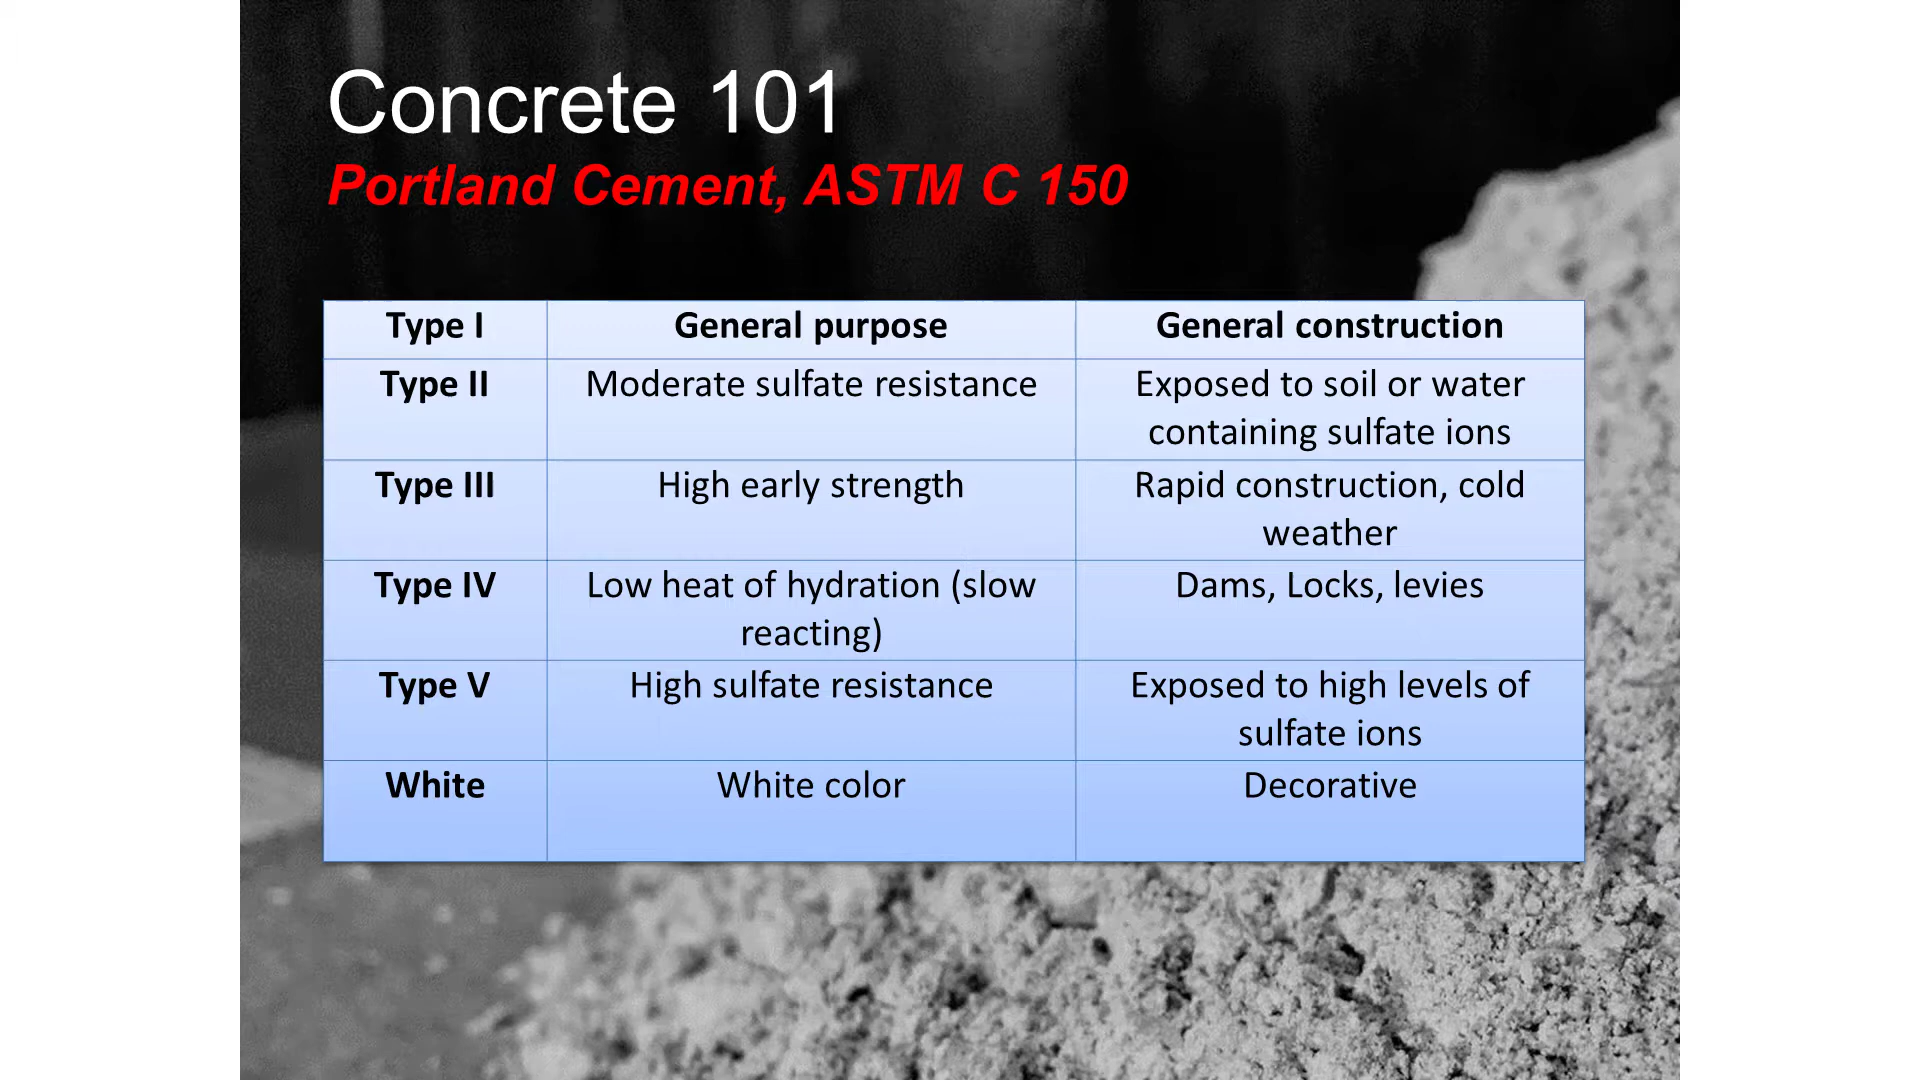 Concrete 101
Portland Cement, ASTM C 150
Type I General purpose General construction
Type II Moderate sulfate resistance Exposed to soil or water
containing sulfate ions
Type III High early strength Rapid construction, cold
weather
Type IV Low heat of hydration (slow Dams, Locks, levies
reacting)
Type V High sulfate resistance Exposed to high levels of
sulfate ions
White White color Decorative